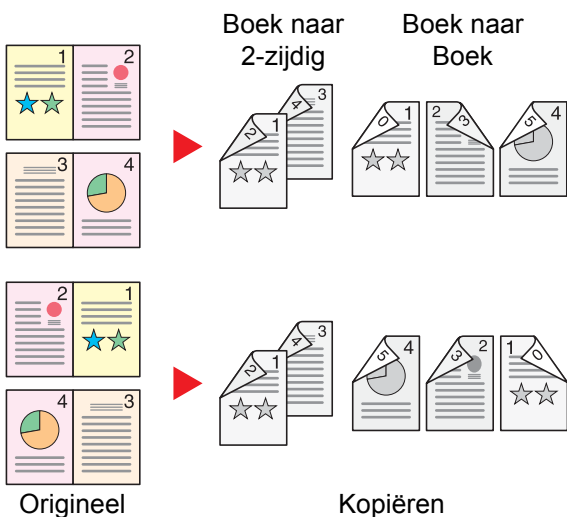 Boek naar 2-zijdig
Boek naar Boek
1 2
3 4
2 1 4 3
0 1 2 3 5 4
2 1
4 3
2 1 4 3
5 4 3 2 1 0
Origineel
Kopiëren